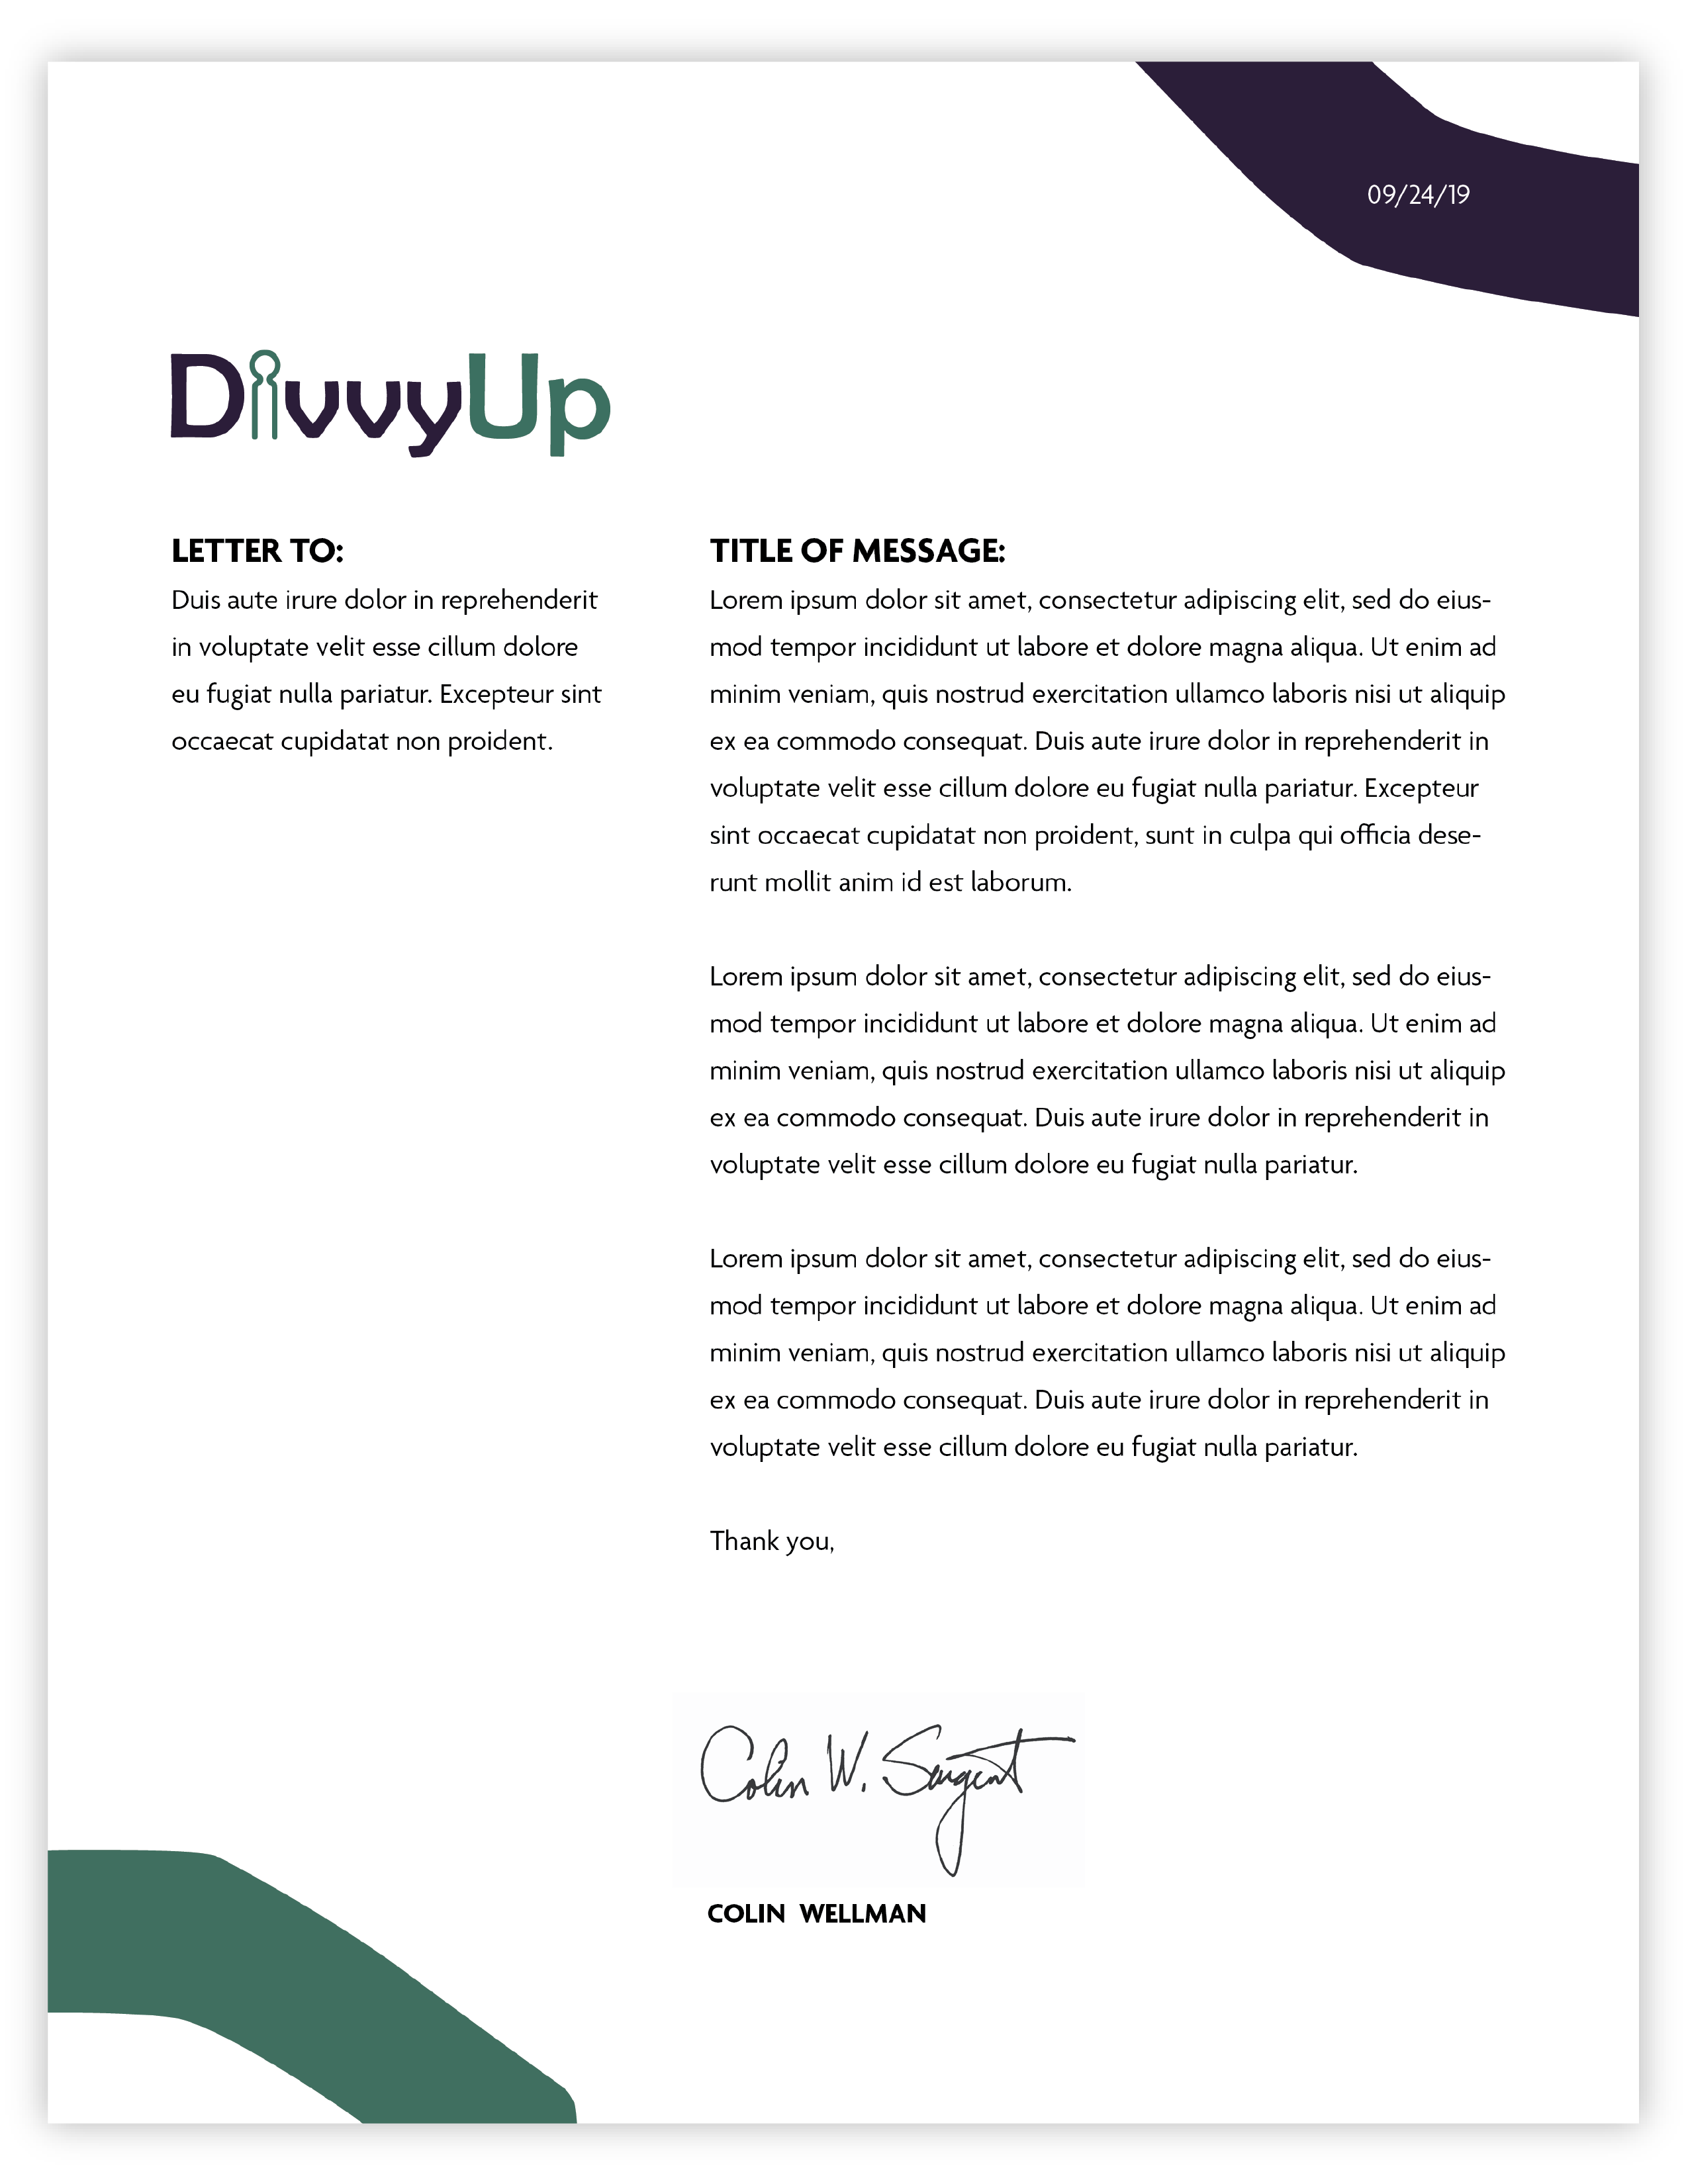 09/24/19
DivvyUp
LETTER TO:
Duis aute irure dolor in reprehenderit
in voluptate velit esse cillum dolore
eu fugiat nulla pariatur. Excepteur sint
occaecat cupidatat non proident.
TITLE OF MESSAGE:
Lorem ipsum dolor sit amet, consectetur adipiscing elit, sed do eius-
mod tempor incididunt ut labore et dolore magna aliqua. Ut enim ad
minim veniam, quis nostrud exercitation ullamco laboris nisi ut aliquip
ex ea commodo consequat. Duis aute irure dolor in reprehenderit in
voluptate velit esse cillum dolore eu fugiat nulla pariatur. Excepteur
sint occaecat cupidatat non proident, sunt in culpa qui officia dese-
runt mollit anim id est laborum.
Lorem ipsum dolor sit amet, consectetur adipiscing elit, sed do eius-
mod tempor incididunt ut labore et dolore magna aliqua. Ut enim ad
minim veniam, quis nostrud exercitation ullamco laboris nisi ut aliquip
ex ea commodo consequat. Duis aute irure dolor in reprehenderit in
voluptate velit esse cillum dolore eu fugiat nulla pariatur.
Lorem ipsum dolor sit amet, consectetur adipiscing elit, sed do eius-
mod tempor incididunt ut labore et dolore magna aliqua. Ut enim ad
minim veniam, quis nostrud exercitation ullamco laboris nisi ut aliquip
ex ea commodo consequat. Duis aute irure dolor in reprehenderit in
voluptate velit esse cillum dolore eu fugiat nulla pariatur.
Thank you,
Colin W. Sargent
COLIN WELLMAN